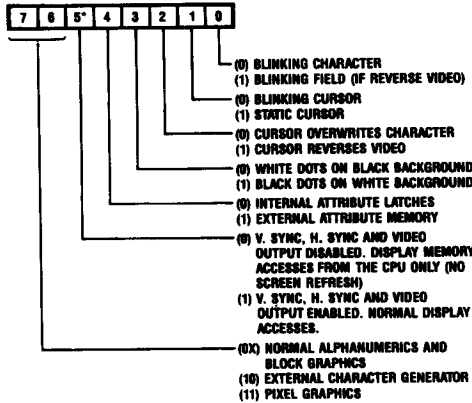 7 6 5* 4 3 2 1 0
(0) BLINKING CHARACTER
(1) BLINKING FIELD (IF REVERSE VIDEO)
(0) BLINKING CURSOR
(1) STATIC CURSOR
(0) CURSOR OVERWRITES CHARACTER
(1) CURSOR REVERSES VIDEO
(0) WHITE DOTS ON BLACK BACKGROUND
(1) BLACK DOTS ON WHITE BACKGROUND
(0) INTERNAL ATTRIBUTE LATCHES
(1) EXTERNAL ATTRIBUTE MEMORY
(0) V. SYNC, H. SYNC AND VIDEO
OUTPUT DISABLED. DISPLAY MEMORY
ACCESSES FROM THE CPU ONLY (NO
SCREEN REFRESH)
(1) V. SYNC, H. SYNC AND VIDEO
OUTPUT ENABLED. NORMAL DISPLAY
ACCESSES.
(0X) NORMAL ALPHANUMERICS AND
BLOCK GRAPHICS
(10) EXTERNAL CHARACTER GENERATOR
(11) PIXEL GRAPHICS